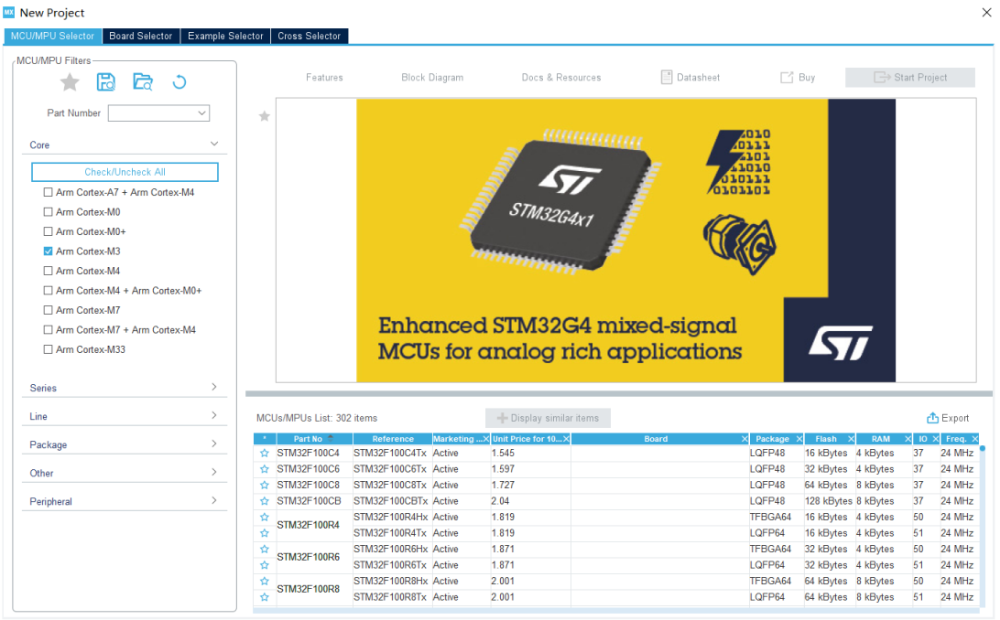 MX New Project
MCU/MPU Selector Board Selector Example Selector Cross Selector
MCU/MPU Filters
Part Number
Core
Check/Uncheck All
Arm Cortex-A7 + Arm Cortex-M4
Arm Cortex-M0
Arm Cortex-M0+
Arm Cortex-M3
Arm Cortex-M4
Arm Cortex-M4 + Arm Cortex-M0+
Arm Cortex-M7
Arm Cortex-M7 + Arm Cortex-M4
Arm Cortex-M33
Series
Line
Package
Other
Peripheral
Features Block Diagram Docs & Resources Datasheet Buy Start Project
ST
STM32G4x1
1010
10111
1101
11010
010111
0101101
Enhanced STM32G4 mixed-signal
MCUs for analog rich applications
ST
MCUs/MPUs List: 302 items Display similar items Export
* Part No Reference Marketing ... Unit Price for 10... Board Package Flash RAM IO Freq.
STM32F100C4 STM32F100C4Tx Active 1.545 LQFP48 16 kBytes 4 kBytes 37 24 MHz
STM32F100C6 STM32F100C6Tx Active 1.597 LQFP48 32 kBytes 4 kBytes 37 24 MHz
STM32F100C8 STM32F100C8Tx Active 1.727 LQFP48 64 kBytes 8 kBytes 37 24 MHz
STM32F100CB STM32F100CBTx Active 2.04 LQFP48 128 kBytes 8 kBytes 37 24 MHz
STM32F100R4 STM32F100R4Hx Active 1.819 TFBGA64 16 kBytes 4 kBytes 50 24 MHz
STM32F100R4Tx Active 1.819 LQFP64 16 kBytes 4 kBytes 51 24 MHz
STM32F100R6 STM32F100R6Hx Active 1.871 TFBGA64 32 kBytes 4 kBytes 50 24 MHz
STM32F100R6Tx Active 1.871 LQFP64 32 kBytes 4 kBytes 51 24 MHz
STM32F100R8 STM32F100R8Hx Active 2.001 TFBGA64 64 kBytes 8 kBytes 50 24 MHz
STM32F100R8Tx Active 2.001 LQFP64 64 kBytes 8 kBytes 51 24 MHz